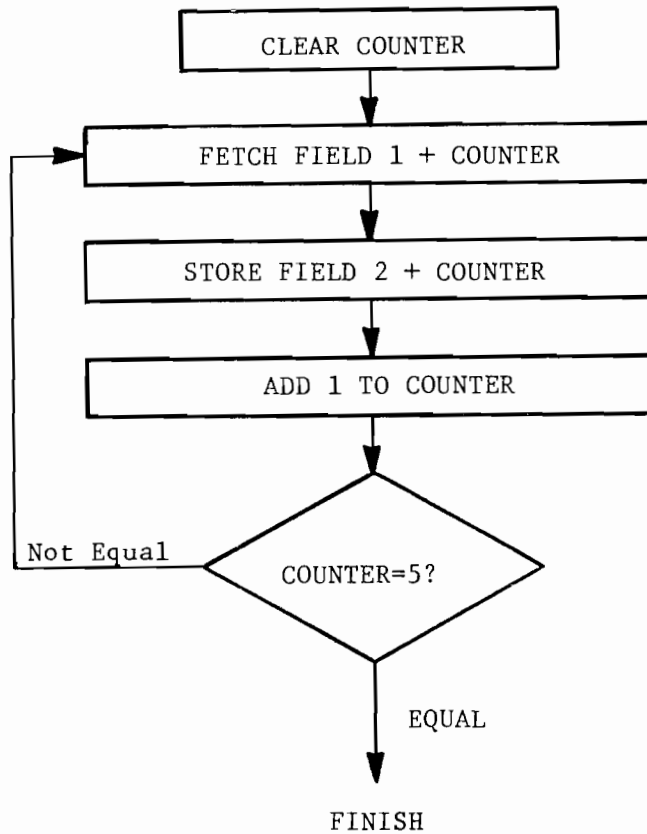 CLEAR COUNTER
FETCH FIELD 1 + COUNTER
STORE FIELD 2 + COUNTER
ADD 1 TO COUNTER
COUNTER=5?
Not Equal
EQUAL
FINISH